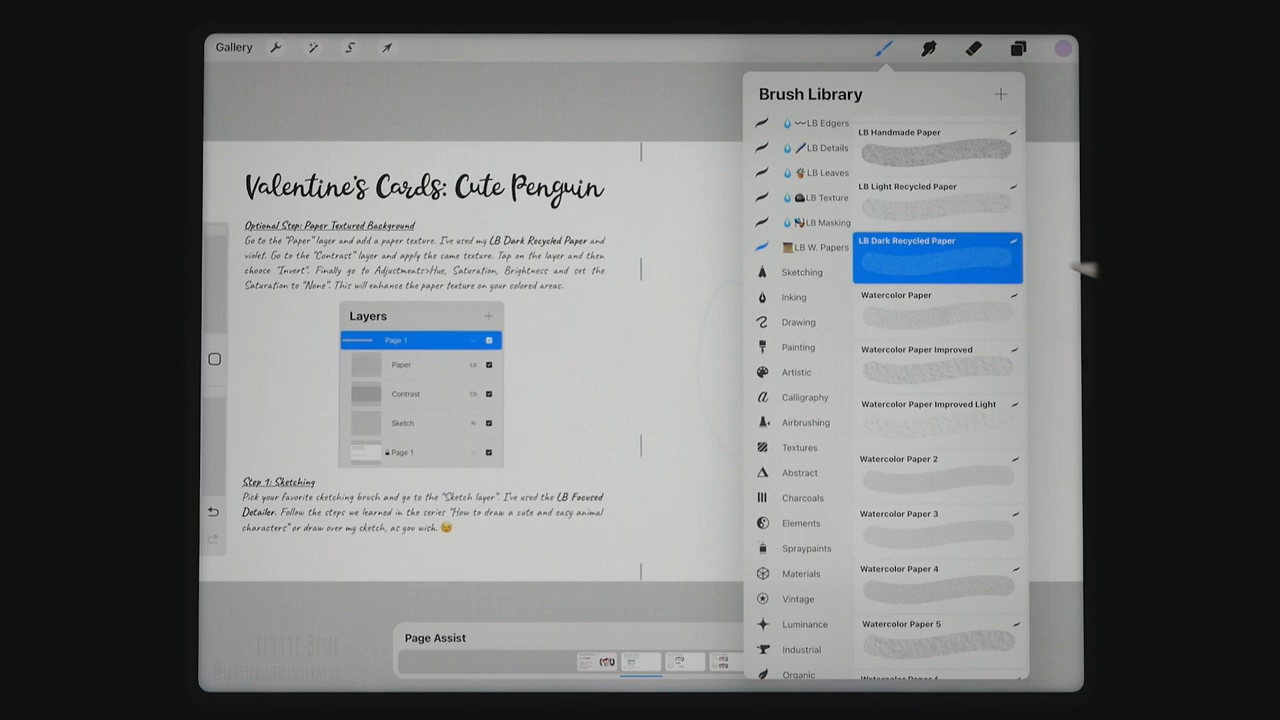 Gallery
Valentine's Cards: Cute Penguin
Optional Step: Paper Textured Background
Go to the "Paper" layer and add a paper texture. I've used my LB Dark Recycled Paper and
violet. Go to the "Contrast" layer and apply the same texture. Tap on the layer and then
choose "Invert". Finally go to Adjustments>Hue, Saturation, Brightness and set the
Saturation to "None". This will enhance the paper texture on your colored areas.
Layers
Page 1
Paper
Contrast
Sketch
N
Page 1
Step 1: Sketching
Pick your favorite sketching brush and go to the "Sketch layer". I've used the LB Focused
Detailer. Follow the steps we learned in the series "How to draw a cute and easy animal
characters" or draw over my sketch, as you wish. 😊
Lettie Blue
Page Assist
Brush Library
LB Edgers
LB Details
LB Leaves
LB Texture
LB Masking
LB W. Papers
Sketching
Inking
Drawing
Painting
Artistic
Calligraphy
Airbrushing
Textures
Abstract
Charcoals
Elements
Spraypaints
Materials
Vintage
Luminance
Industrial
Organic
LB Handmade Paper
LB Light Recycled Paper
LB Dark Recycled Paper
Watercolor Paper
Watercolor Paper Improved
Watercolor Paper Improved Light
Watercolor Paper 2
Watercolor Paper 3
Watercolor Paper 4
Watercolor Paper 5